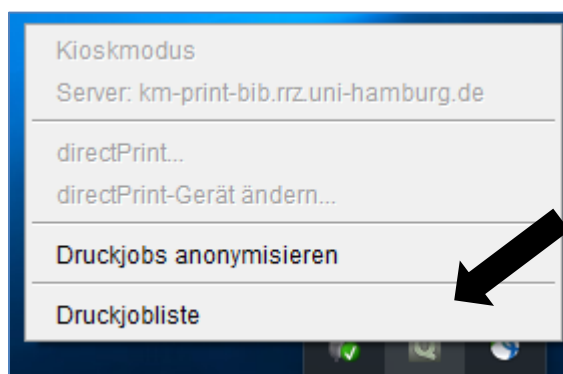 Kioskmodus
Server: km-print-bib.rrz.uni-hamburg.de
directPrint...
directPrint-Gerät ändern...
Druckjobs anonymisieren
Druckjobliste